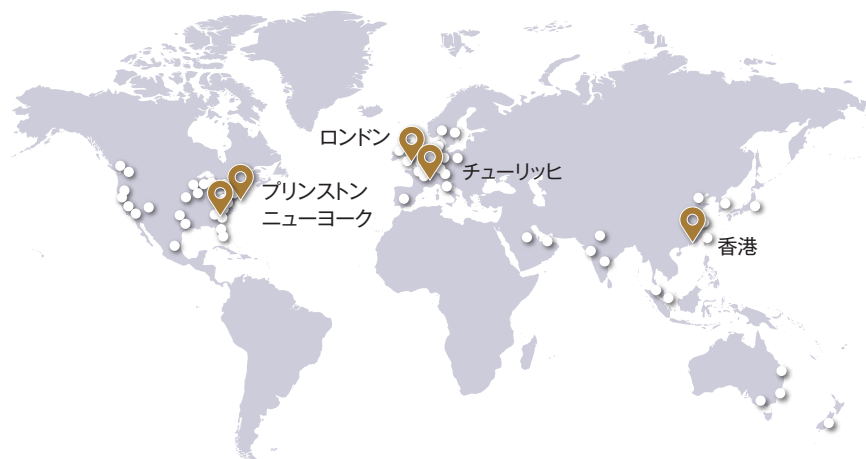 ロンドン
チューリッヒ
プリンストン
ニューヨーク
香港